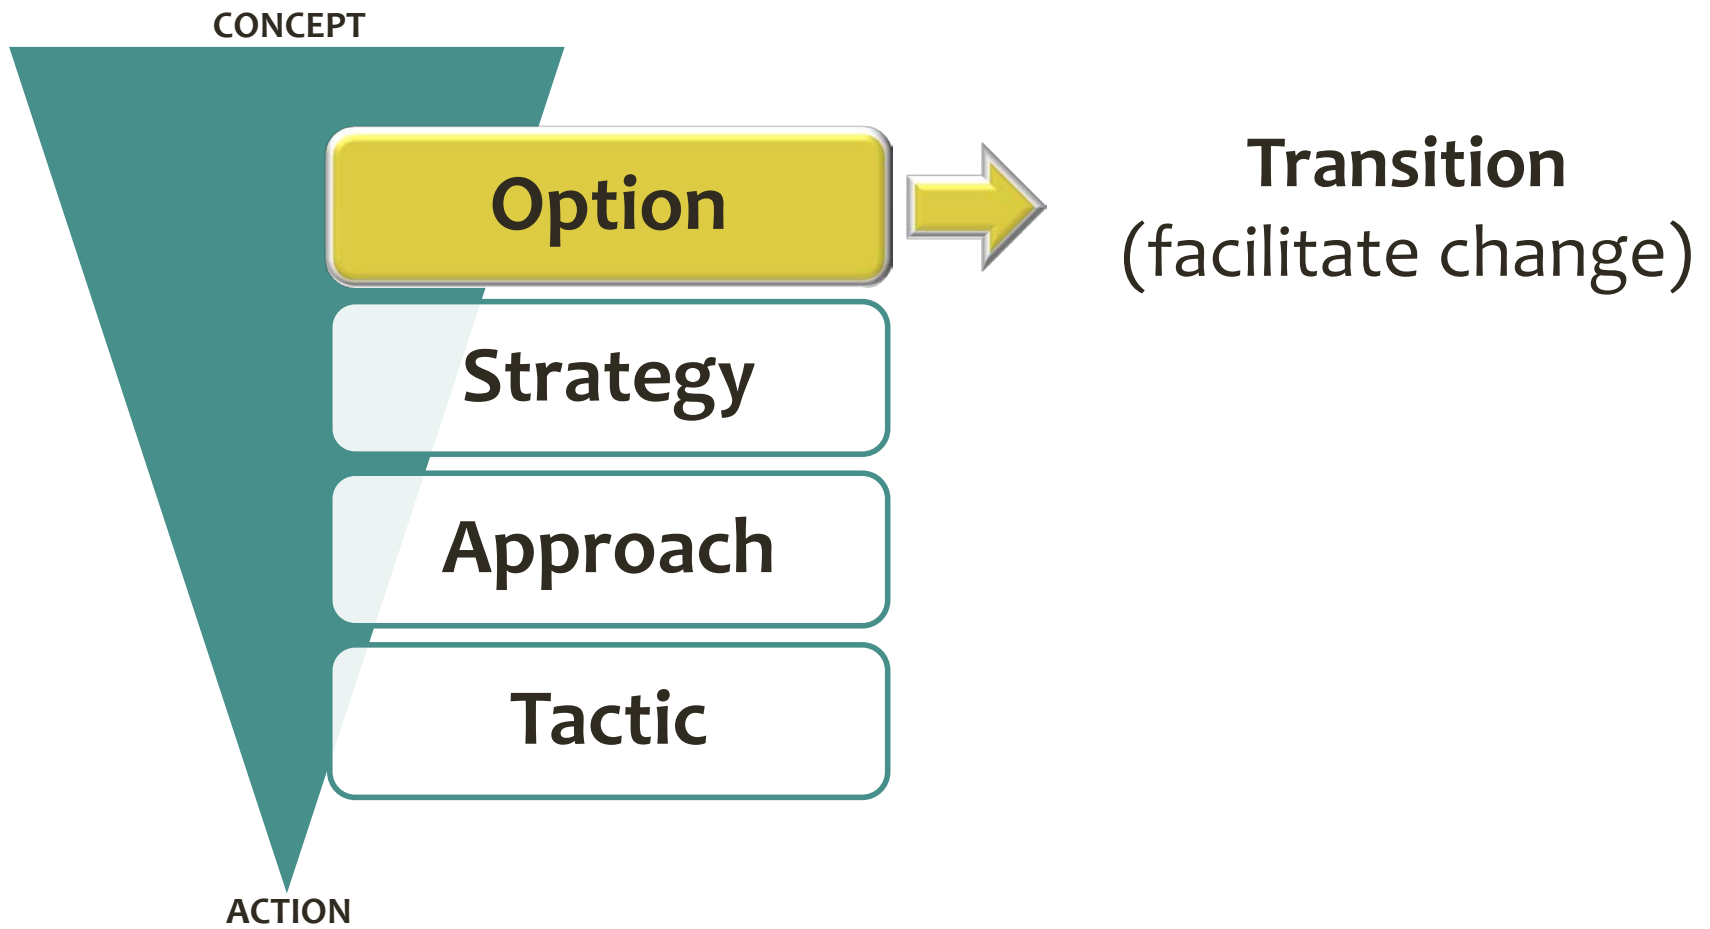 CONCEPT
Option
Transition
(facilitate change)
Strategy
Approach
Tactic
ACTION